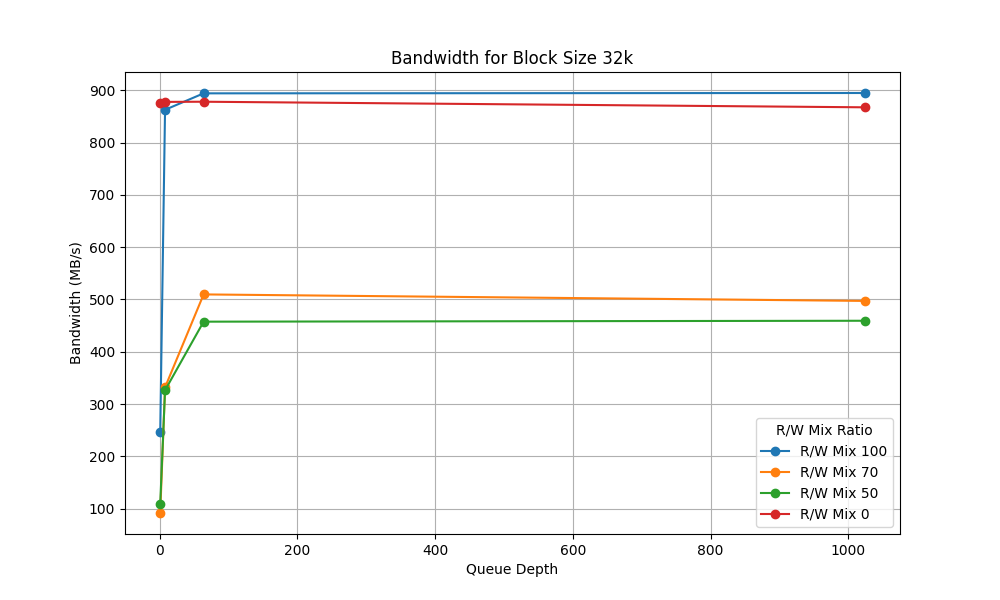 Bandwidth for Block Size 32k
Bandwidth (MB/s)
900
800
700
600
500
400
300
200
100
0
200
400
600
800
1000
Queue Depth
R/W Mix Ratio
R/W Mix 100
R/W Mix 70
R/W Mix 50
R/W Mix 0